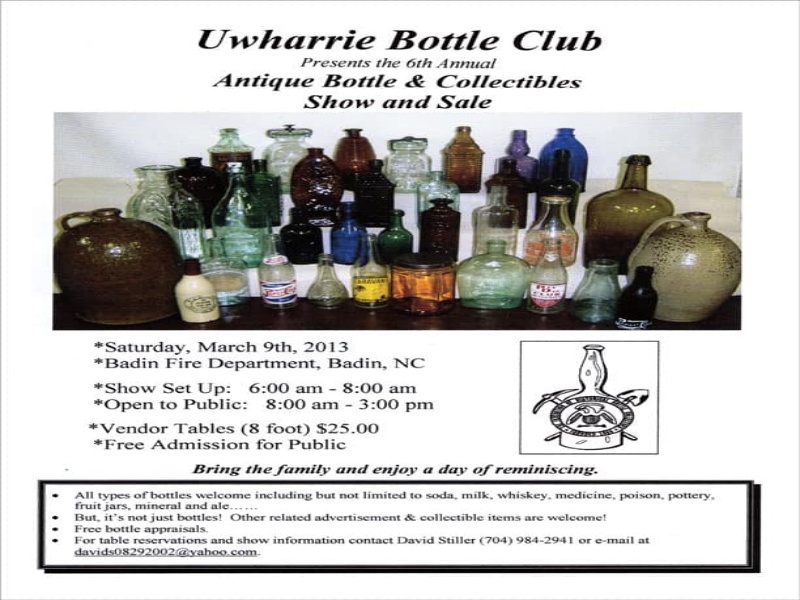 Uwharrie Bottle Club
Presents the 6th Annual
Antique Bottle & Collectibles
Show and Sale
*Saturday, March 9th, 2013
*Badin Fire Department, Badin, NC
*Show Set Up: 6:00 am - 8:00 am
*Open to Public: 8:00 am - 3:00 pm
*Vendor Tables (8 foot) $25.00
*Free Admission for Public
Bring the family and enjoy a day of reminiscing.
• All types of bottles welcome including but not limited to soda, milk, whiskey, medicine, poison, pottery,
fruit jars, mineral and ale……
• But, it's not just bottles! Other related advertisement & collectible items are welcome!
• Free bottle appraisals.
• For table reservations and show information contact David Stiller (704) 984-2941 or e-mail at
davids08292002@yahoo.com.